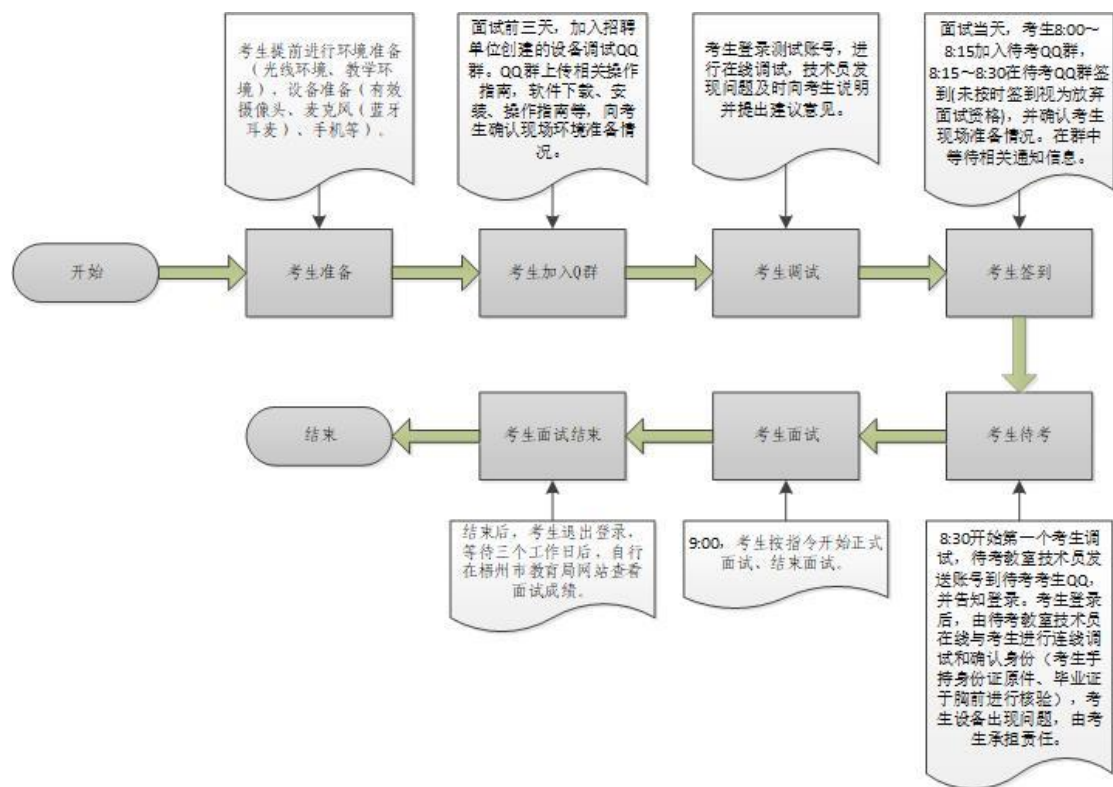 考生提前进行环境准备
（光线环境、教学环
境）、设备准备（有效
摄像头、麦克风（蓝牙
耳麦）、手机等）。
面试前三天，加入招聘
单位创建的设备调试QQ
群。QQ群上传相关操作
指南，软件下载、安
装、操作指南等，向考
生确认现场环境准备情
况。
考生登录测试账号，进
行在线调试，技术员发
现问题及时向考生说明
并提出建议意见。
面试当天，考生8:00～
8:15加入待考QQ群，
8:15～8:30在待考QQ群签
到(未按时签到视为放弃
面试资格)，并确认考生
现场准备情况。在群中
等待相关通知信息。
开始
考生准备
考生加入Q群
考生调试
考生签到
结束
考生面试结束
考生面试
考生待考
结束后，考生退出登录，
等待三个工作日后，自行
在梧州市教育局网站查看
面试成绩。
9:00，考生按指令开始正式
面试、结束面试。
8:30开始第一个考生调
试，待考教室技术员发
送账号到待考考生QQ，
并告知登录。考生登录
后，由待考教室技术员
在线与考生进行连线调
试和确认身份（考生手
持身份证原件、毕业证
于胸前进行核验），考
生设备出现问题，由考
生承担责任。